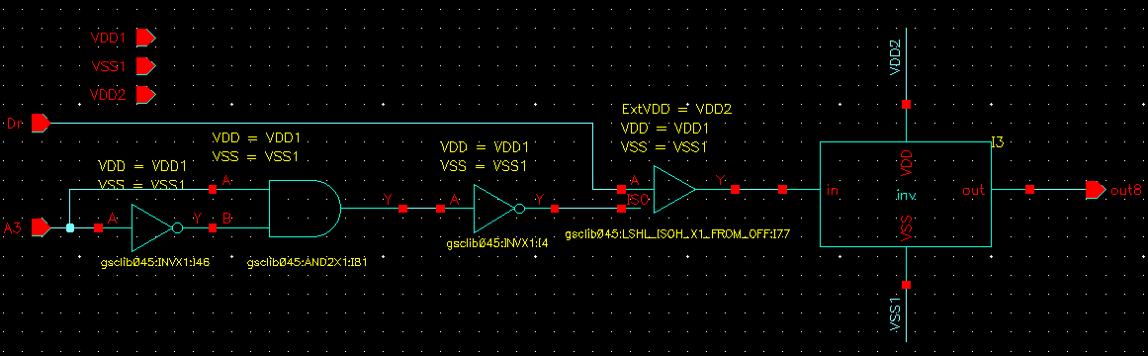 VDD1
VSS1
VDD2
Dr
A3
VDD = VDD1
VSS = VSS1
A
Y
gsclib045:INVX1:I46
VDD = VDD1
VSS = VSS1
A
B
Y
gsclib045:AND2X1:IB1
VDD = VDD1
VSS = VSS1
A
Y
gsclib045:INVX1:I4
ExtVDD = VDD2
VDD = VDD1
VSS = VSS1
A
ISO
Y
gsclib045:LSHL_ISOH_X1_FROM_OFF:I77
VDD2
I3
VDD
in
inv
out
VSS
VSS1
out8